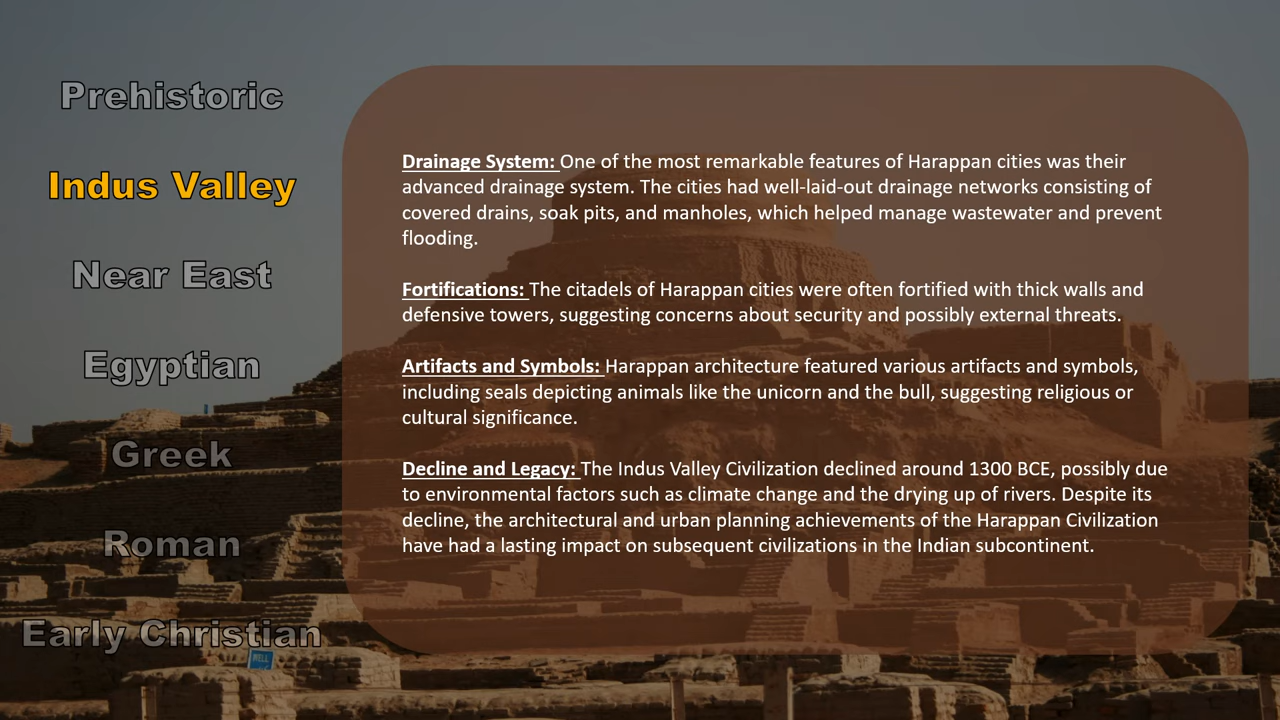 Prehistoric
Indus Valley
Near East
Egyptian
Greek
Roman
Early Christian
Drainage System: One of the most remarkable features of Harappan cities was their
advanced drainage system. The cities had well-laid-out drainage networks consisting of
covered drains, soak pits, and manholes, which helped manage wastewater and prevent
flooding.
Fortifications: The citadels of Harappan cities were often fortified with thick walls and
defensive towers, suggesting concerns about security and possibly external threats.
Artifacts and Symbols: Harappan architecture featured various artifacts and symbols,
including seals depicting animals like the unicorn and the bull, suggesting religious or
cultural significance.
Decline and Legacy: The Indus Valley Civilization declined around 1300 BCE, possibly due
to environmental factors such as climate change and the drying up of rivers. Despite its
decline, the architectural and urban planning achievements of the Harappan Civilization
have had a lasting impact on subsequent civilizations in the Indian subcontinent.
WELL